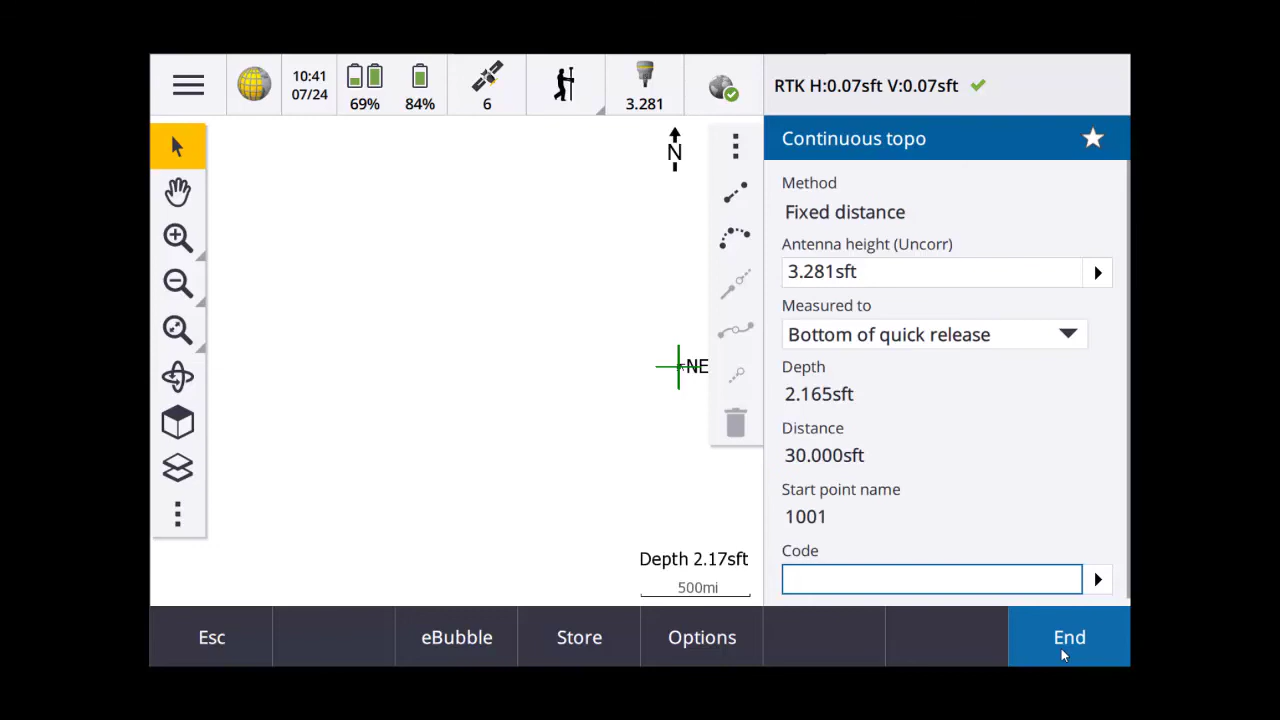 10:41
07/24
69%
84%
6
3.281
RTK H:0.07sft V:0.07sft
Continuous topo
N
Method
Fixed distance
Antenna height (Uncorr)
3.281sft
Measured to
Bottom of quick release
NE
Depth
2.165sft
Distance
30.000sft
Start point name
1001
Code
Depth 2.17sft
500mi
Esc
eBubble
Store
Options
End